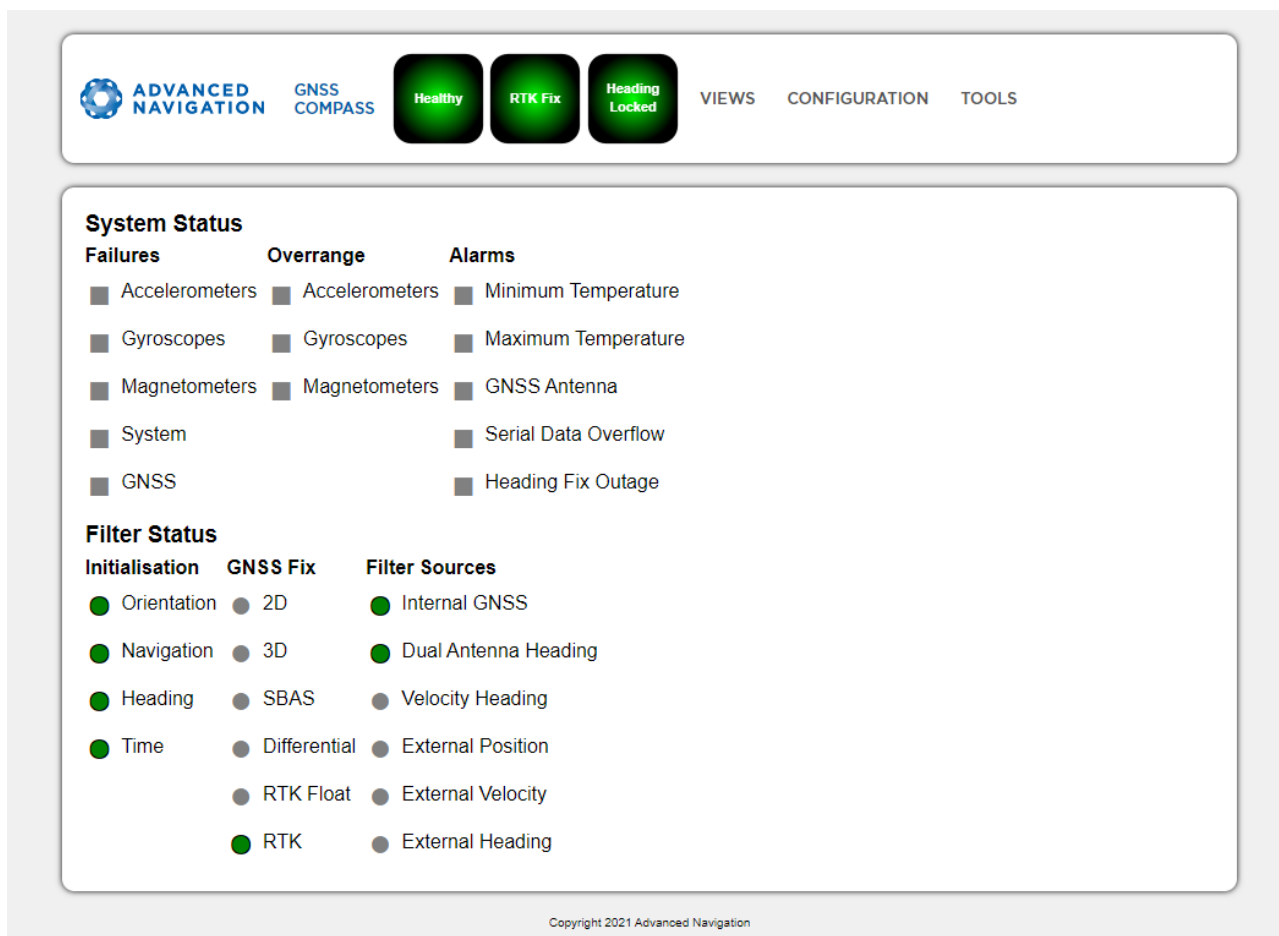 ADVANCED
NAVIGATION
GNSS
COMPASS
Healthy
RTK Fix
Heading
Locked
VIEWS CONFIGURATION TOOLS
System Status
Failures Overrange Alarms
Accelerometers Accelerometers Minimum Temperature
Gyroscopes Gyroscopes Maximum Temperature
Magnetometers Magnetometers GNSS Antenna
System Serial Data Overflow
GNSS Heading Fix Outage
Filter Status
Initialisation GNSS Fix Filter Sources
Orientation 2D Internal GNSS
Navigation 3D Dual Antenna Heading
Heading SBAS Velocity Heading
Time Differential External Position
RTK Float External Velocity
RTK External Heading
Copyright 2021 Advanced Navigation